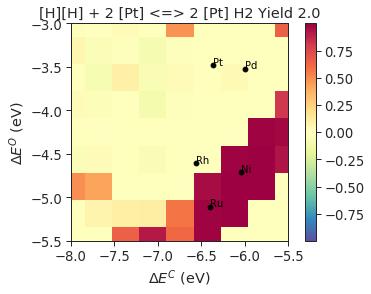 [H][H] + 2 [Pt] <=> 2 [Pt] H2 Yield 2.0
−3.0
−3.5
−4.0
−4.5
−5.0
−5.5
ΔE^O (eV)
Pt
Pd
Rh
Ni
Ru
−8.0 −7.5 −7.0 −6.5 −6.0 −5.5
ΔE^C (eV)
0.75
0.50
0.25
0.00
−0.25
−0.50
−0.75